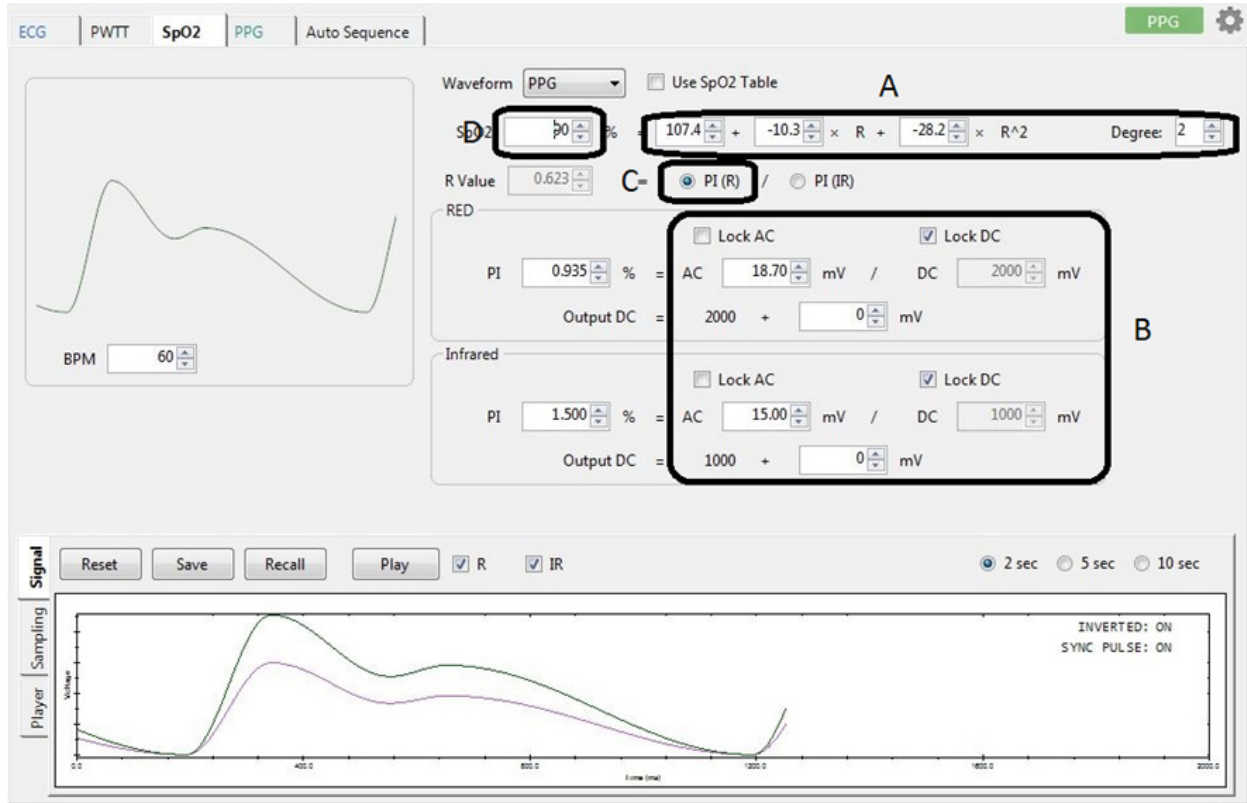 ECG PWTT SpO2 PPG Auto Sequence PPG
Waveform PPG Use SpO2 Table A
D SpO2 90 % = 107.4 + -10.3 × R + -28.2 × R^2 Degree: 2
R Value 0.623 C= PI (R) / PI (IR)
RED
Lock AC Lock DC
PI 0.935 % = AC 18.70 mV / DC 2000 mV
Output DC = 2000 + 0 mV
B
BPM 60
Infrared
Lock AC Lock DC
PI 1.500 % = AC 15.00 mV / DC 1000 mV
Output DC = 1000 + 0 mV
Signal
Sampling
Player
Reset Save Recall Play R IR 2 sec 5 sec 10 sec
INVERTED: ON
SYNC PULSE: ON
Voltage
0.0 400.0 800.0 1200.0 1600.0 2000.0
Time (ms)